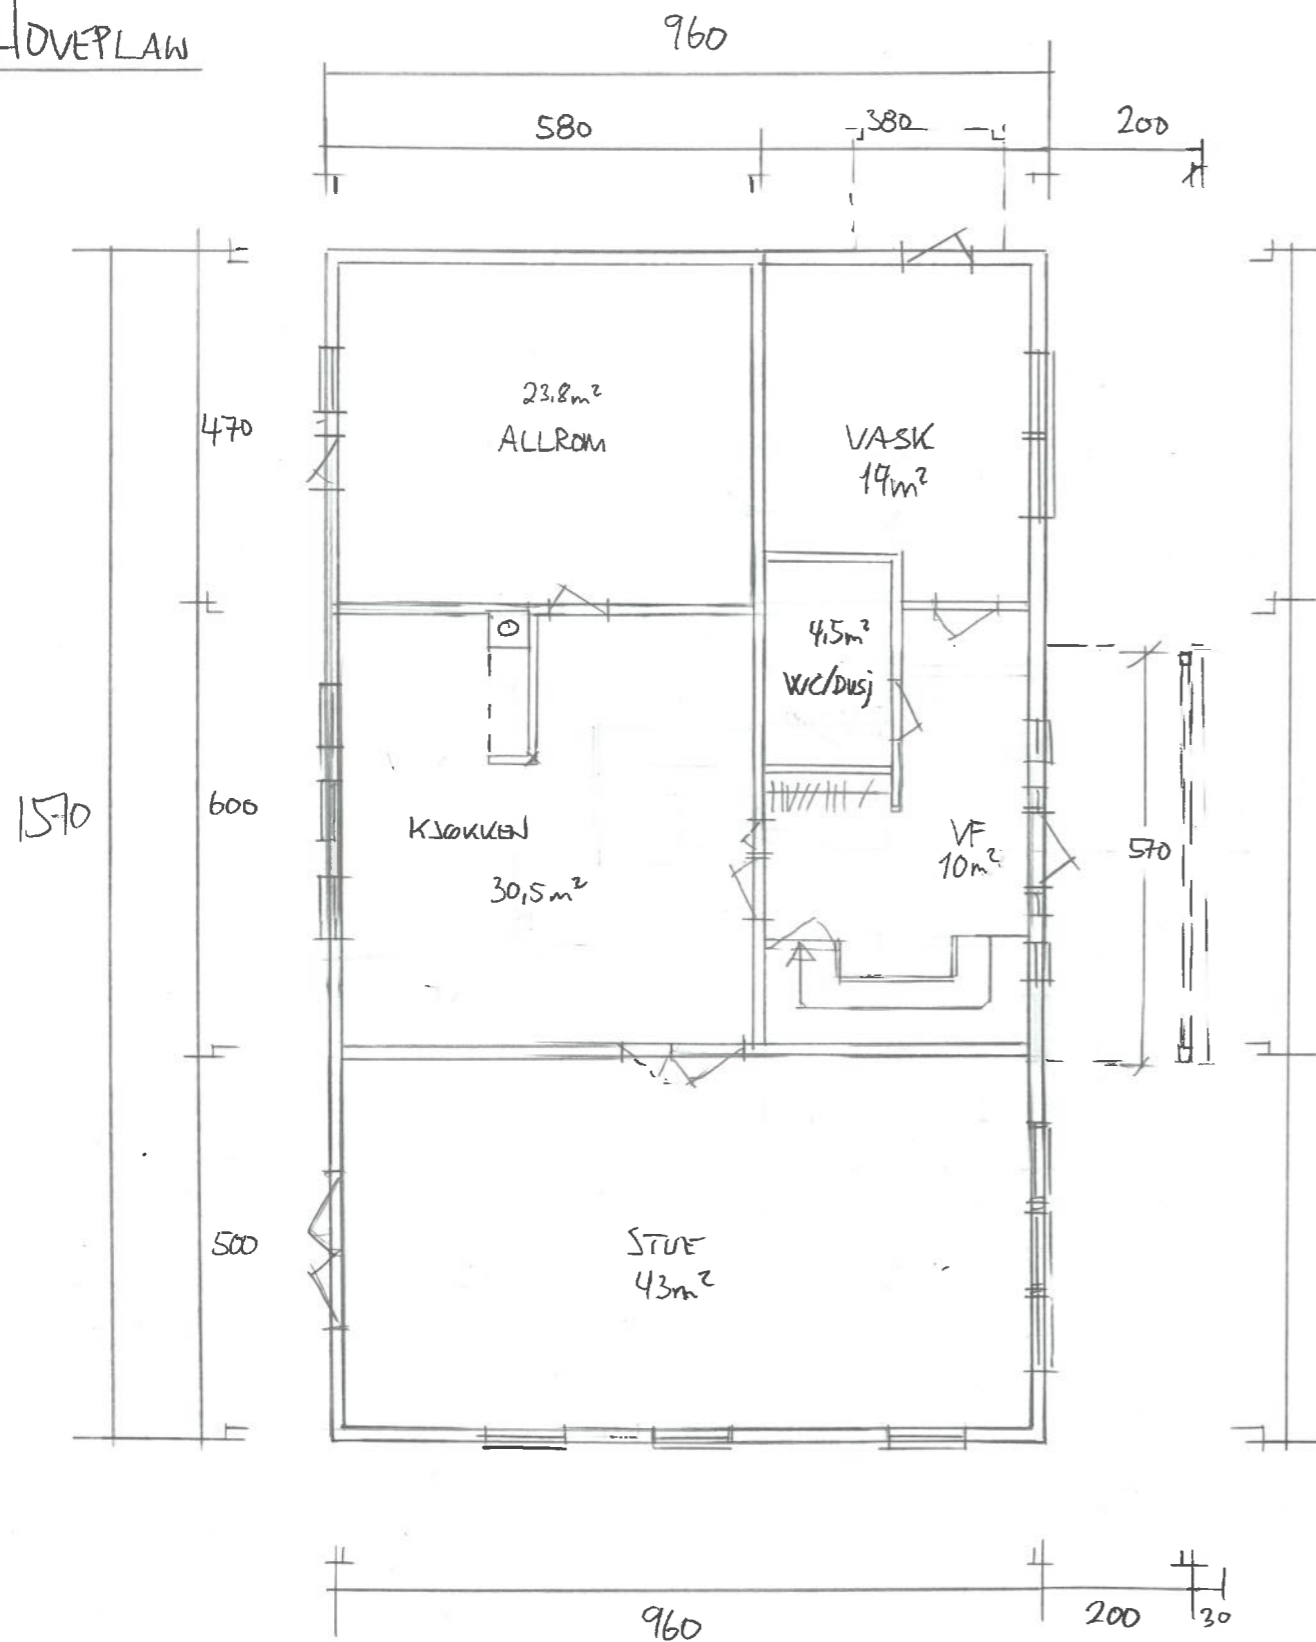 HOVEPLAN
960
580
380
200
23,8m²
ALLROM
VASK
14m²
470
4,5m²
WC/DUSJ
1570
600
KJØKKEN
30,5m²
VF
10m²
570
500
STUE
43m²
960
200
30